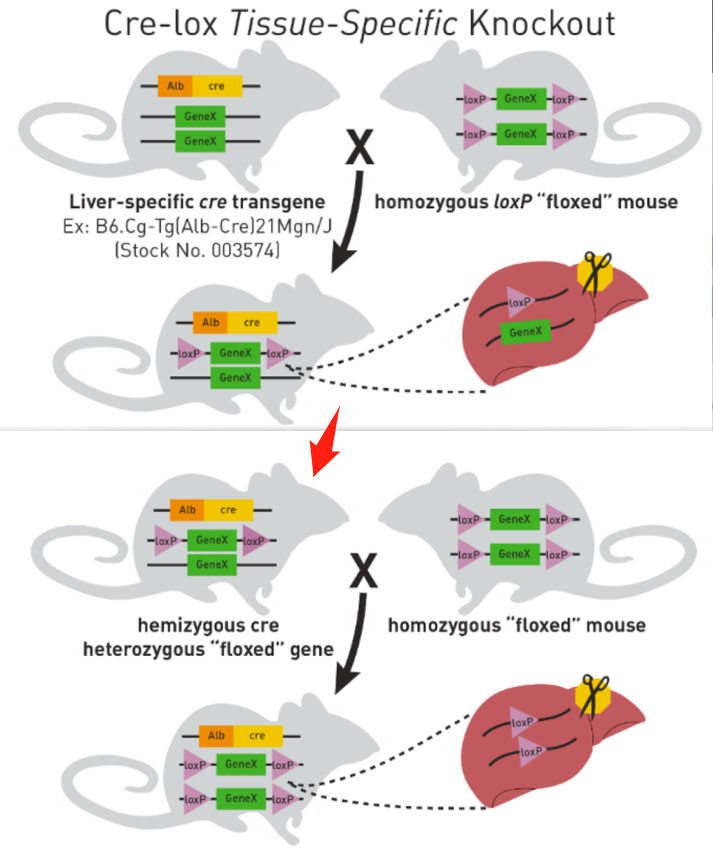 Cre-lox Tissue-Specific Knockout
Alb cre
GeneX
GeneX
loxP GeneX loxP
loxP GeneX loxP
X
Liver-specific cre transgene
Ex: B6.Cg-Tg(Alb-Cre)21Mgn/J
(Stock No. 003574)
homozygous loxP “floxed” mouse
Alb cre
loxP GeneX loxP
GeneX
loxP
GeneX
Alb cre
loxP GeneX loxP
GeneX
loxP GeneX loxP
loxP GeneX loxP
X
hemizygous cre
heterozygous “floxed” gene
homozygous “floxed” mouse
Alb cre
loxP GeneX loxP
loxP GeneX loxP
loxP
loxP